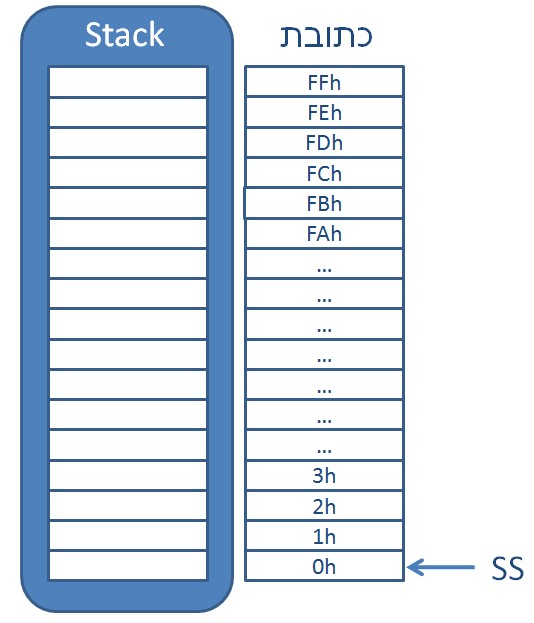 Stack
כתובת
FFh
FEh
FDh
FCh
FBh
FAh
...
...
...
...
...
...
...
3h
2h
1h
0h
SS